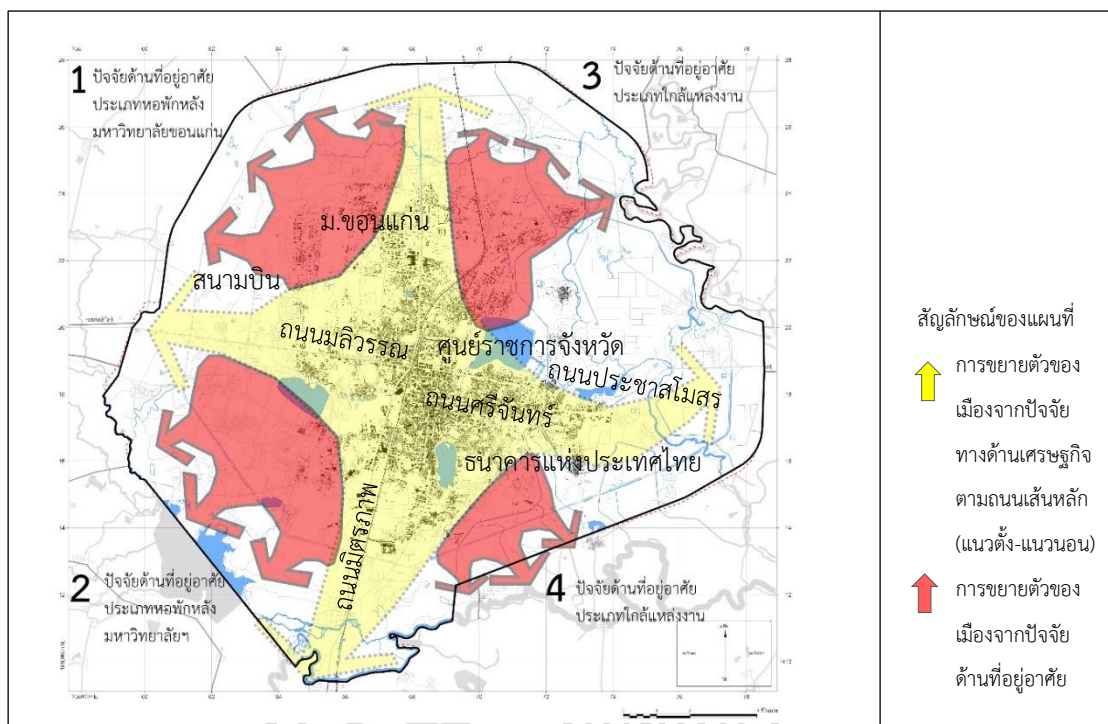 1 ปัจจัยด้านที่อยู่อาศัย
ประเภทหอพักหลัง
มหาวิทยาลัยขอนแก่น
3 ปัจจัยด้านที่อยู่อาศัย
ประเภทใกล้แหล่งงาน
ม.ขอนแก่น
สนามบิน
ถนนมลิวรรณ
ศูนย์ราชการจังหวัด
ถนนประชาสโมสร
ถนนศรีจันทร์
ธนาคารแห่งประเทศไทย
ถนนมิตรภาพ
2 ปัจจัยด้านที่อยู่อาศัย
ประเภทหอพักหลัง
มหาวิทยาลัยฯ
4 ปัจจัยด้านที่อยู่อาศัย
ประเภทใกล้แหล่งงาน
สัญลักษณ์ของแผนที่
การขยายตัวของ
เมืองจากปัจจัย
ทางด้านเศรษฐกิจ
ตามถนนเส้นหลัก
(แนวตั้ง-แนวนอน)
การขยายตัวของ
เมืองจากปัจจัย
ด้านที่อยู่อาศัย